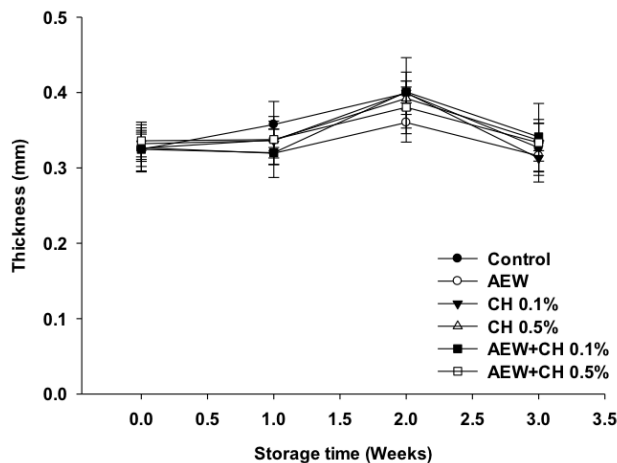 0.5
0.4
0.3
0.2
0.1
0.0
Thickness (mm)
Control
AEW
CH 0.1%
CH 0.5%
AEW+CH 0.1%
AEW+CH 0.5%
0.0 0.5 1.0 1.5 2.0 2.5 3.0 3.5
Storage time (Weeks)